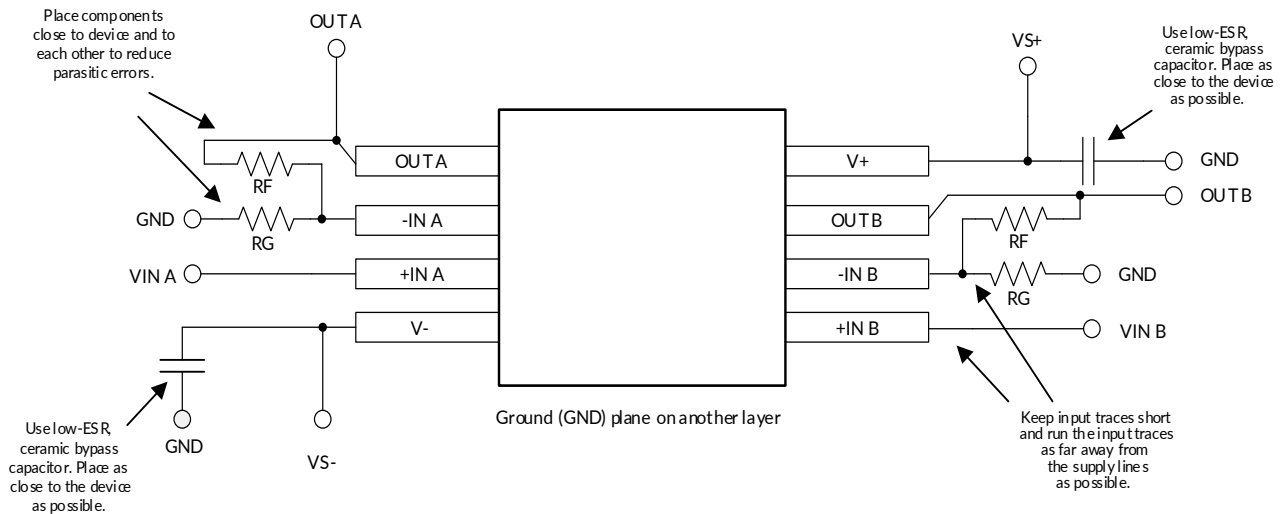 Place components
close to device and to
each other to reduce
parasitic errors.
OUT A
VS+
Use low-ESR,
ceramic bypass
capacitor. Place as
close to the device
as possible.
OUT A
V+
GND
RF
OUT B
GND
-IN A
OUT B
RG
RF
VIN A
+IN A
-IN B
GND
RG
V-
+IN B
VIN B
Ground (GND) plane on another layer
Keep input traces short
and run the input traces
as far away from
the supply lines
as possible.
Use low-ESR,
ceramic bypass
capacitor. Place as
close to the device
as possible.
GND
VS-